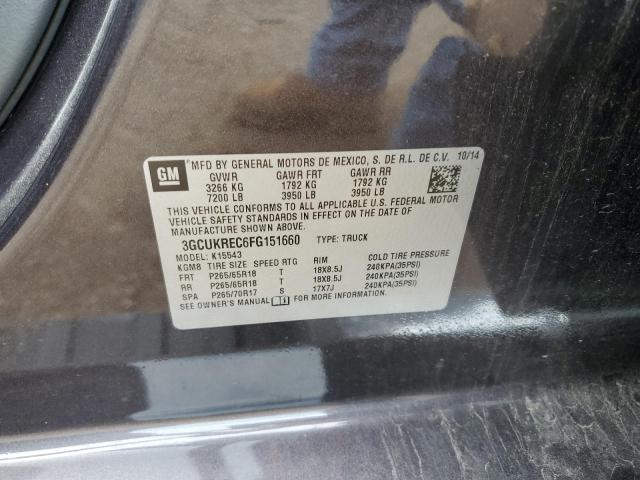 GM
MFD BY GENERAL MOTORS DE MEXICO, S. DE R.L. DE C.V. 10/14
GVWR GAWR FRT GAWR RR
3266 KG 1792 KG 1792 KG
7200 LB 3950 LB 3950 LB
THIS VEHICLE CONFORMS TO ALL APPLICABLE U.S. FEDERAL MOTOR
VEHICLE SAFETY STANDARDS IN EFFECT ON THE DATE OF
MANUFACTURE SHOWN ABOVE.
3GCUKREC6FG151660 TYPE: TRUCK
MODEL: K15543
KGMB TIRE SIZE SPEED RTG RIM COLD TIRE PRESSURE
FRT P265/65R18 T 18X8.5J 240KPA(35PSI)
RR P265/65R18 T 18X8.5J 240KPA(35PSI)
SPA P265/70R17 S 17X7J 240KPA(35PSI)
SEE OWNER'S MANUAL FOR MORE INFORMATION.